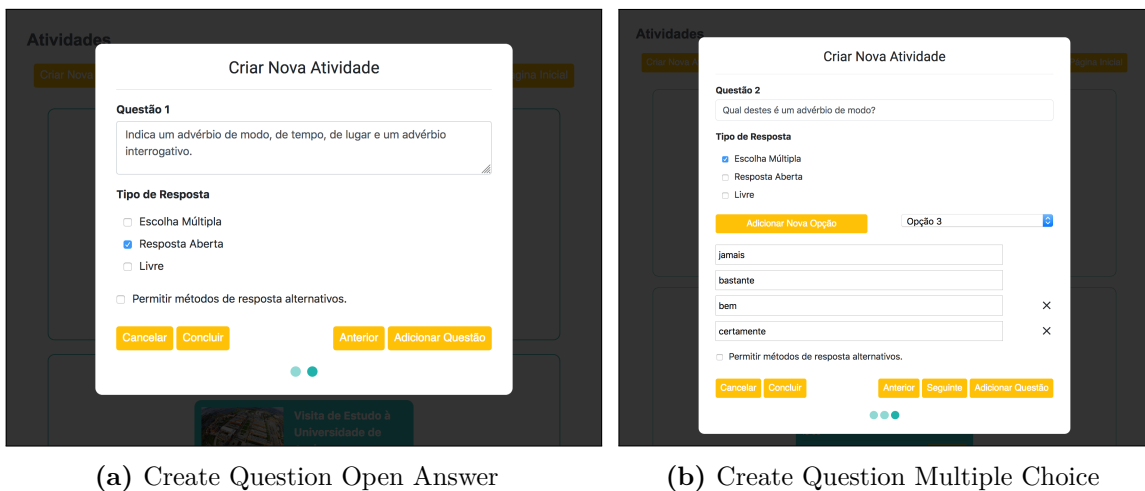 Atividades
Criar Nova
ágina Inicial
Criar Nova Atividade
Questão 1
Indica um advérbio de modo, de tempo, de lugar e um advérbio
interrogativo.
Tipo de Resposta
Escolha Múltipla
Resposta Aberta
Livre
Permitir métodos de resposta alternativos.
Cancelar Concluir Anterior Adicionar Questão
Visita de Estudo à
Universidade de
(a) Create Question Open Answer
Atividades
Criar Nova A
Página Inicial
Criar Nova Atividade
Questão 2
Qual destes é um advérbio de modo?
Tipo de Resposta
Escolha Múltipla
Resposta Aberta
Livre
Adicionar Nova Opção Opção 3
jamais
bastante
bem
certamente
Permitir métodos de resposta alternativos.
Cancelar Concluir Anterior Seguinte Adicionar Questão
(b) Create Question Multiple Choice